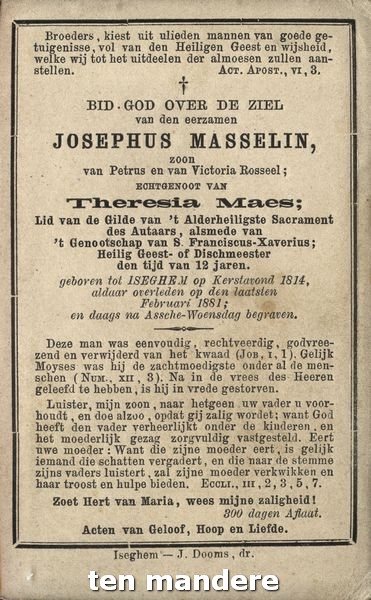 Broeders, kiest uit ulieden mannen van goede ge-
tuigenisse, vol van den Heiligen Geest en wijsheid,
welke wij tot het uitdeelen der almoesen zullen aan-
stellen. ACT. APOST., VI, 3.
†
BID GOD OVER DE ZIEL
van den eerzamen
JOSEPHUS MASSELIN,
zoon
van Petrus en van Victoria Rosseel;
ECHTGENOOT VAN
Theresia Maes;
Lid van de Gilde van 't Alderheiligste Sacrament
des Autaars, alsmede van
't Genootschap van S. Franciscus-Xaverius;
Heilig Geest- of Dischmeester
den tijd van 12 jaren.
geboren tot ISEGHEM op Kerstavond 1814,
aldaar overleden op den laatsten
Februari 1881;
en daags na Assche-Woensdag begraven.
Deze man was eenvoudig, rechtveerdig, godvree-
zend en verwijderd van het kwaad (JOB, I, 1). Gelijk
Moyses was hij de zachtmoedigste onder al de men-
schen (NUM. XII, 3). Na in de vrees des Heeren
geleefd te hebben, is hij in vrede gestorven.
Luister, mijn zoon, naar hetgeen uw vader u voor-
houdt, en doe alzoo, opdat gij zalig wordet; want God
heeft den vader verheerlijkt onder de kinderen, en
het moederlijk gezag zorgvuldig vastgesteld. Eert
uwe moeder: Want die zijne moeder eert, is gelijk
iemand die schatten vergadert, en die naar de stemme
zijns vaders luistert, zal zijne moeder verkwikken en
haar troost en hulpe bieden. ECCLI., III, 2, 3, 5, 7.
Zoet Hert van Maria, wees mijne zaligheid!
300 dagen Aflaat.
Acten van Geloof, Hoop en Liefde.
Iseghem — J. Dooms, dr.
ten mandere